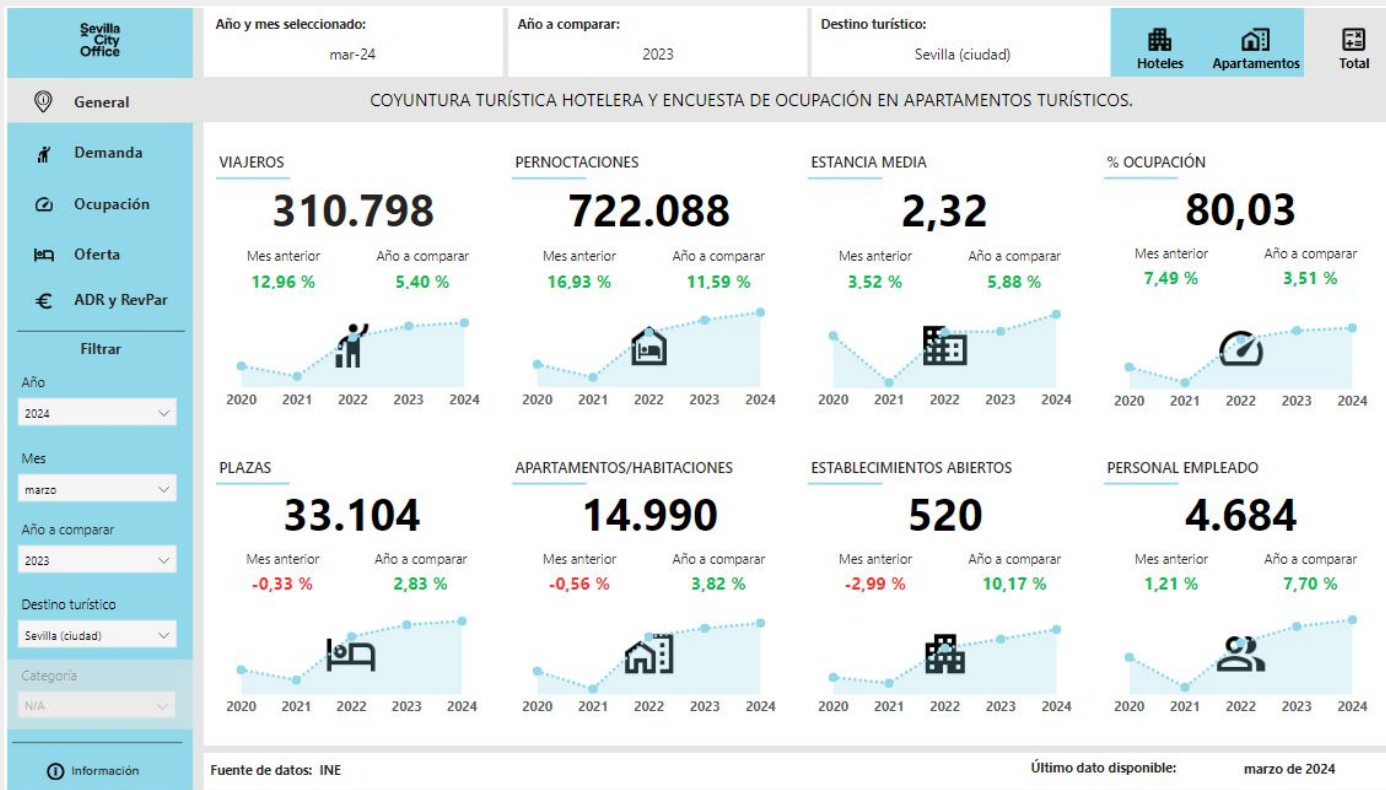 Sevilla
City
Office
Año y mes seleccionado:
mar-24
Año a comparar:
2023
Destino turístico:
Sevilla (ciudad)
Hoteles
Apartamentos
Total
General
Demanda
Ocupación
Oferta
€ ADR y RevPar
Filtrar
Año
2024
Mes
marzo
Año a comparar
2023
Destino turístico
Sevilla (ciudad)
Categoría
N/A
Información
COYUNTURA TURÍSTICA HOTELERA Y ENCUESTA DE OCUPACIÓN EN APARTAMENTOS TURÍSTICOS.
VIAJEROS
310.798
Mes anterior Año a comparar
12,96 % 5,40 %
2020 2021 2022 2023 2024
PERNOCTACIONES
722.088
Mes anterior Año a comparar
16,93 % 11,59 %
2020 2021 2022 2023 2024
ESTANCIA MEDIA
2,32
Mes anterior Año a comparar
3,52 % 5,88 %
2020 2021 2022 2023 2024
% OCUPACIÓN
80,03
Mes anterior Año a comparar
7,49 % 3,51 %
2020 2021 2022 2023 2024
PLAZAS
33.104
Mes anterior Año a comparar
-0,33 % 2,83 %
2020 2021 2022 2023 2024
APARTAMENTOS/HABITACIONES
14.990
Mes anterior Año a comparar
-0,56 % 3,82 %
2020 2021 2022 2023 2024
ESTABLECIMIENTOS ABIERTOS
520
Mes anterior Año a comparar
-2,99 % 10,17 %
2020 2021 2022 2023 2024
PERSONAL EMPLEADO
4.684
Mes anterior Año a comparar
1,21 % 7,70 %
2020 2021 2022 2023 2024
Fuente de datos: INE
Último dato disponible: marzo de 2024